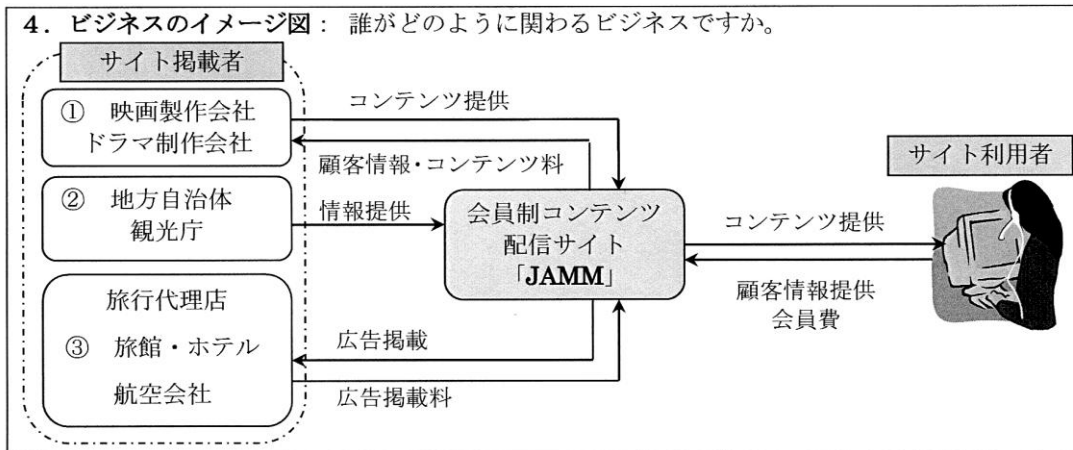 4．ビジネスのイメージ図： 誰がどのように関わるビジネスですか。
サイト掲載者
① 映画製作会社
ドラマ制作会社
② 地方自治体
観光庁
旅行代理店
③ 旅館・ホテル
航空会社
コンテンツ提供
顧客情報・コンテンツ料
情報提供
広告掲載
広告掲載料
会員制コンテンツ
配信サイト
「JAMM」
コンテンツ提供
顧客情報提供
会員費
サイト利用者